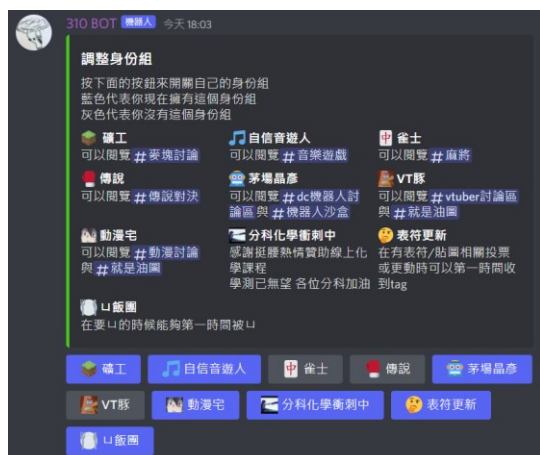 310 BOT 機器人 今天 18:03
調整身份組
按下面的按鈕來開關自己的身份組
藍色代表你現在擁有這個身份組
灰色代表你沒有這個身份組
礦工
可以閱覽 #麥塊討論
自信音遊人
可以閱覽 #音樂遊戲
雀士
可以閱覽 #麻將
傳說
可以閱覽 #傳說對決
茅場晶彥
可以閱覽 #dc機器人討
論區 與 #機器人沙盒
VT豚
可以閱覽 #vtuber討論區
與 #就是油圖
動漫宅
可以閱覽 #動漫討論
與 #就是油圖
分科化學衝刺中
感謝挺腰熱情贊助線上化
學課程
學測已無望 各位分科加油
表符更新
在有表符/貼圖相關投票
或更動時可以第一時間收
到tag
ㄩ飯團
在要ㄩ的時候能夠第一時間被ㄩ
礦工
自信音遊人
中 雀士
傳說
茅場晶彥
VT豚
動漫宅
分科化學衝刺中
表符更新
ㄩ飯團